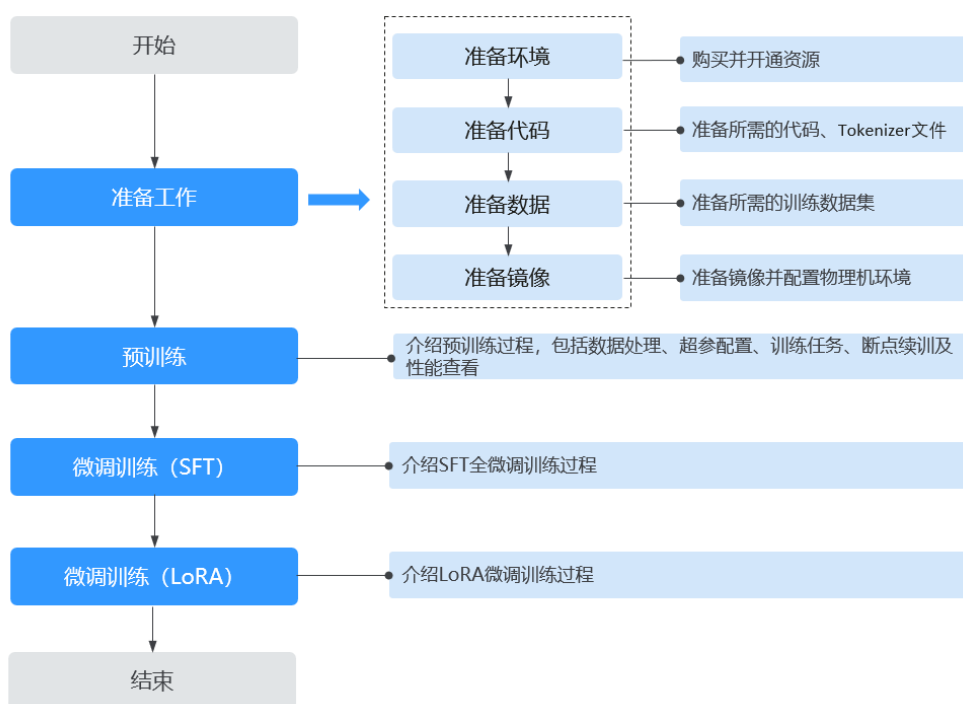 开始
准备工作
准备环境
购买并开通资源
准备代码
准备所需的代码、Tokenizer文件
准备数据
准备所需的训练数据集
准备镜像
准备镜像并配置物理机环境
预训练
介绍预训练过程，包括数据处理、超参配置、训练任务、断点续训及
性能查看
微调训练（SFT）
介绍SFT全微调训练过程
微调训练（LoRA）
介绍LoRA微调训练过程
结束